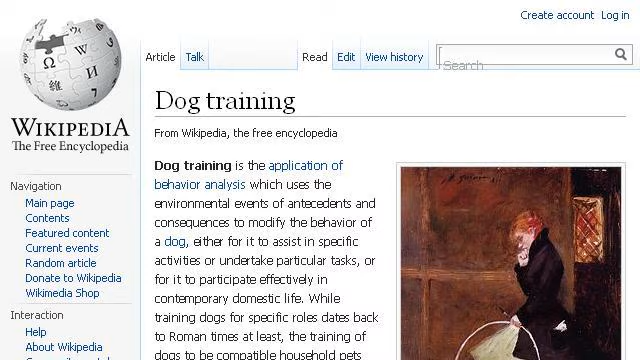 Create account Log in
Article Talk Read Edit View history Search
WIKIPEDIA
The Free Encyclopedia
Dog training
From Wikipedia, the free encyclopedia
Navigation
Main page
Contents
Featured content
Current events
Random article
Donate to Wikipedia
Wikimedia Shop
Interaction
Help
About Wikipedia
Dog training is the application of
behavior analysis which uses the
environmental events of antecedents and
consequences to modify the behavior of
a dog, either for it to assist in specific
activities or undertake particular tasks, or
for it to participate effectively in
contemporary domestic life. While
training dogs for specific roles dates back
to Roman times at least, the training of
dogs to be compatible household pets